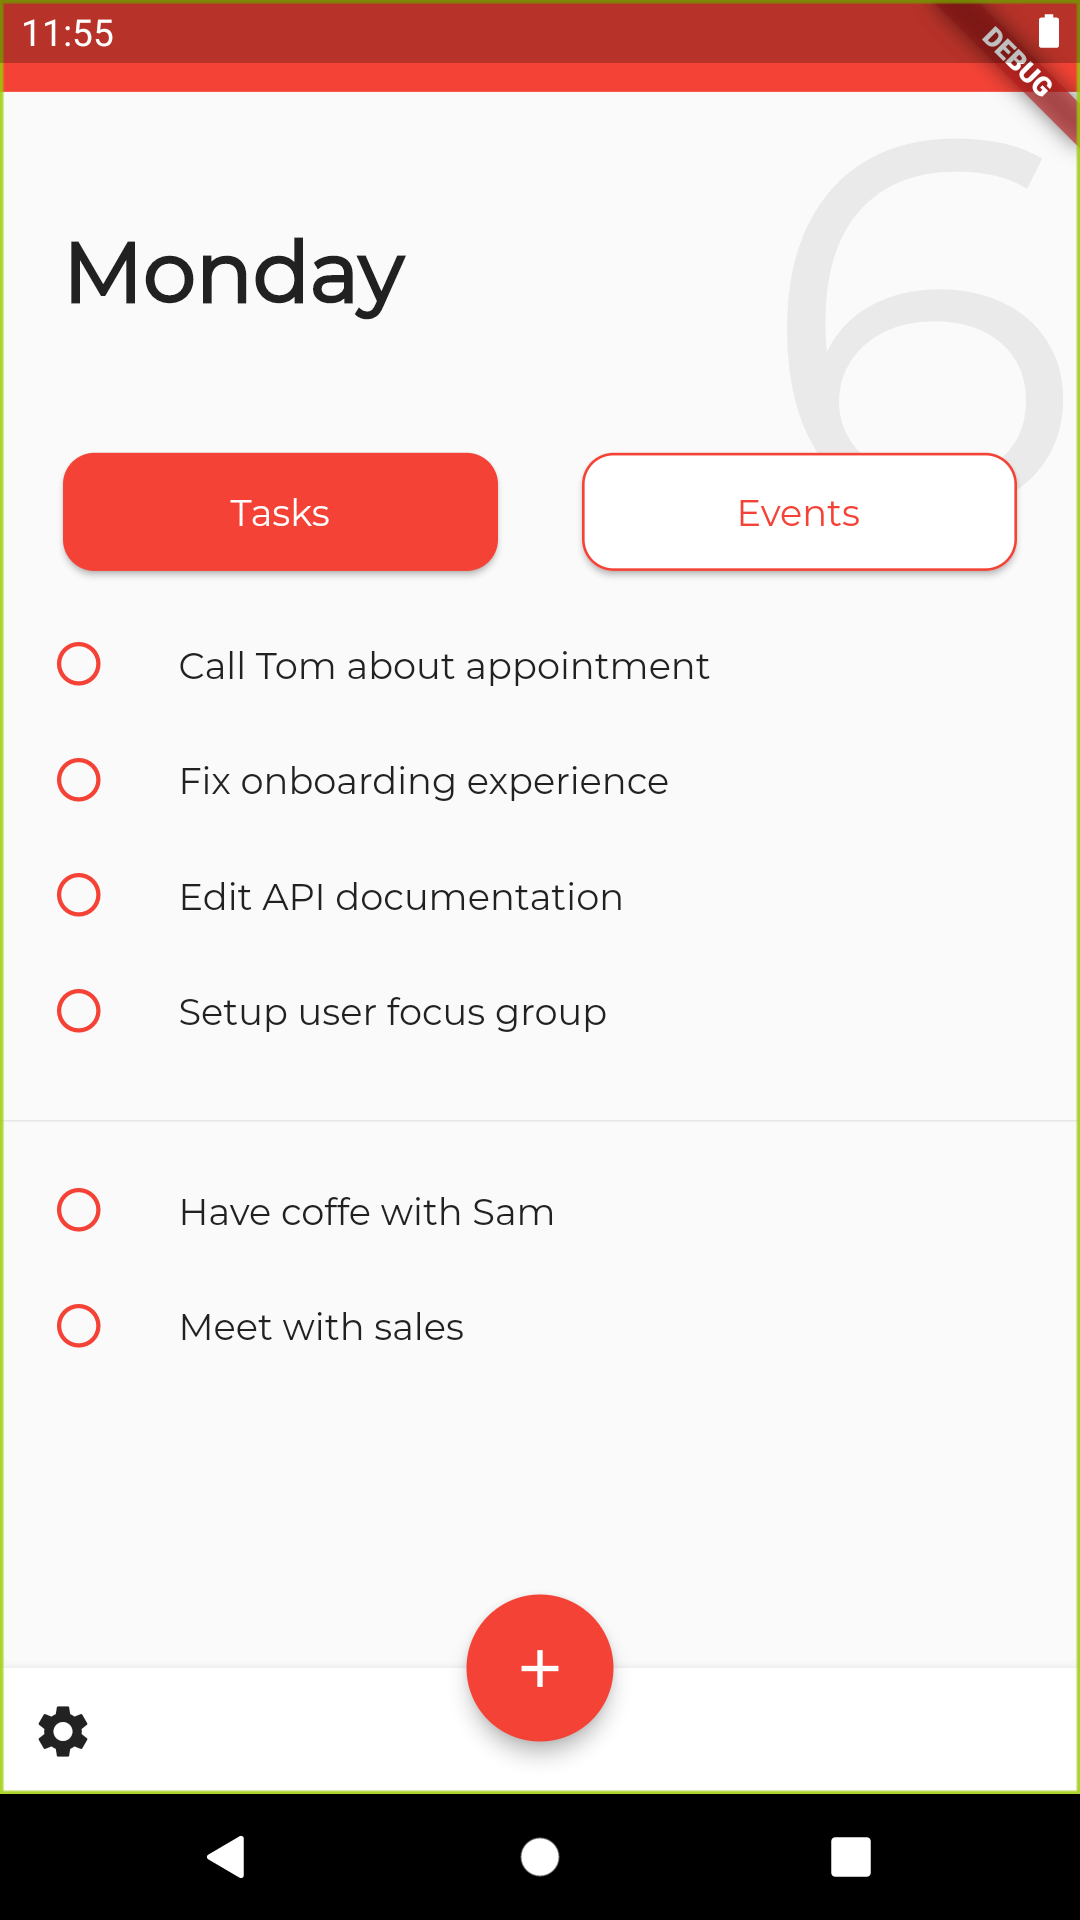 11:55
DEBUG
6
Monday
Tasks
Events
Call Tom about appointment
Fix onboarding experience
Edit API documentation
Setup user focus group
Have coffe with Sam
Meet with sales
+